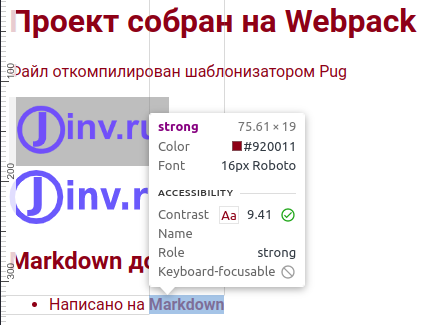 Проект собран на Webpack
Файл откомпилирован шаблонизатором Pug
100
Jinv.ru
strong 75.61 × 19
Color #920011
Font 16px Roboto
200
ACCESSIBILITY
Jinv.r
Contrast Aa 9.41
Name
Role strong
Markdown до
Keyboard-focusable
300
• Написано на Markdown